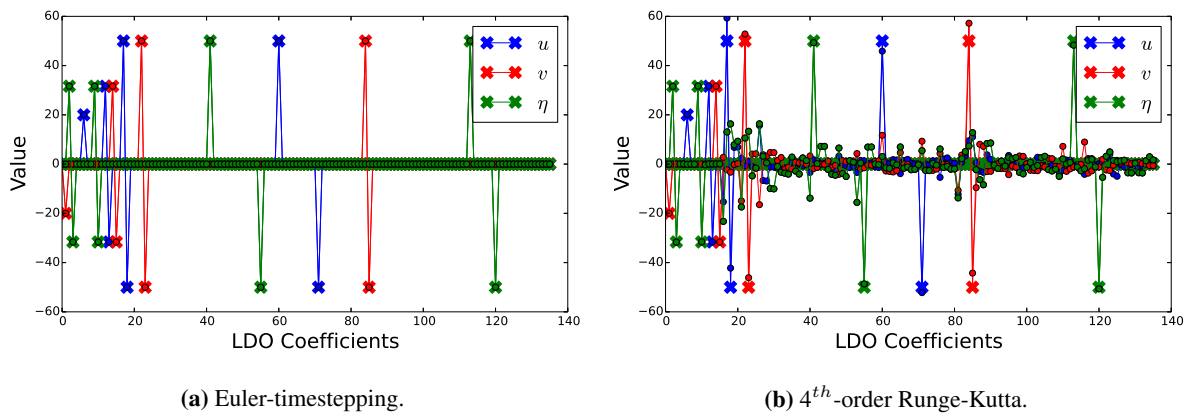 60
40
20
0
−20
−40
−60
Value
0 20 40 60 80 100 120 140
LDO Coefficients
u
v
η
(a) Euler-timestepping.
60
40
20
0
−20
−40
−60
Value
0 20 40 60 80 100 120 140
LDO Coefficients
u
v
η
(b) 4th-order Runge-Kutta.